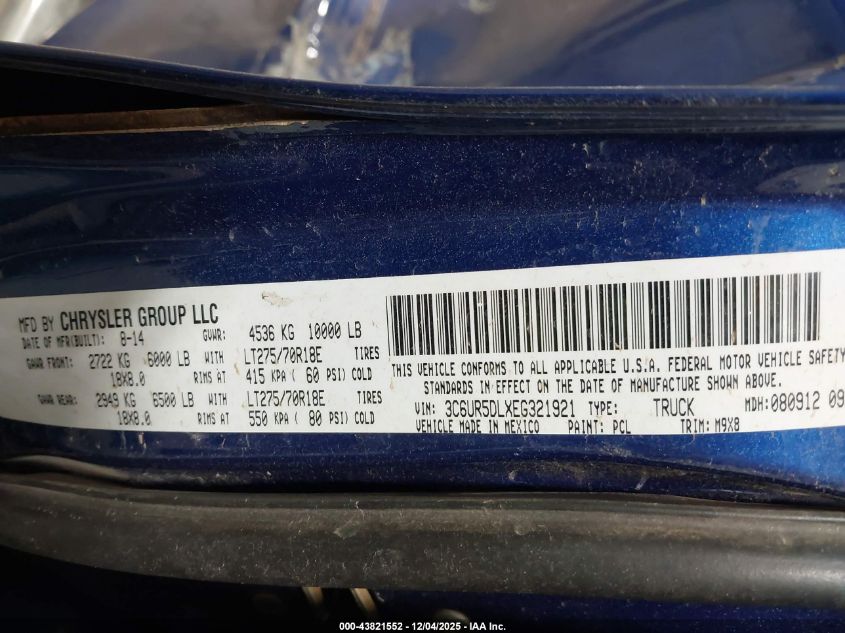 MFD BY CHRYSLER GROUP LLC
DATE OF MFR(BUILT): 8-14 GVWR: 4536 KG 10000 LB
GAWR FRONT: 2722 KG 6000 LB WITH LT275/70R18E TIRES
18X8.0 RIMS AT 415 KPA ( 60 PSI) COLD
GAWR REAR: 2949 KG 6500 LB WITH LT275/70R18E TIRES
18X8.0 RIMS AT 550 KPA ( 80 PSI) COLD
THIS VEHICLE CONFORMS TO ALL APPLICABLE U.S.A. FEDERAL MOTOR VEHICLE SAFETY
STANDARDS IN EFFECT ON THE DATE OF MANUFACTURE SHOWN ABOVE.
VIN: 3C6UR5DLXEG321921 TYPE: TRUCK MDH: 080912 09
VEHICLE MADE IN MEXICO PAINT: PCL TRIM: M9X8
000-43821552 — 12/04/2025 — IAA Inc.